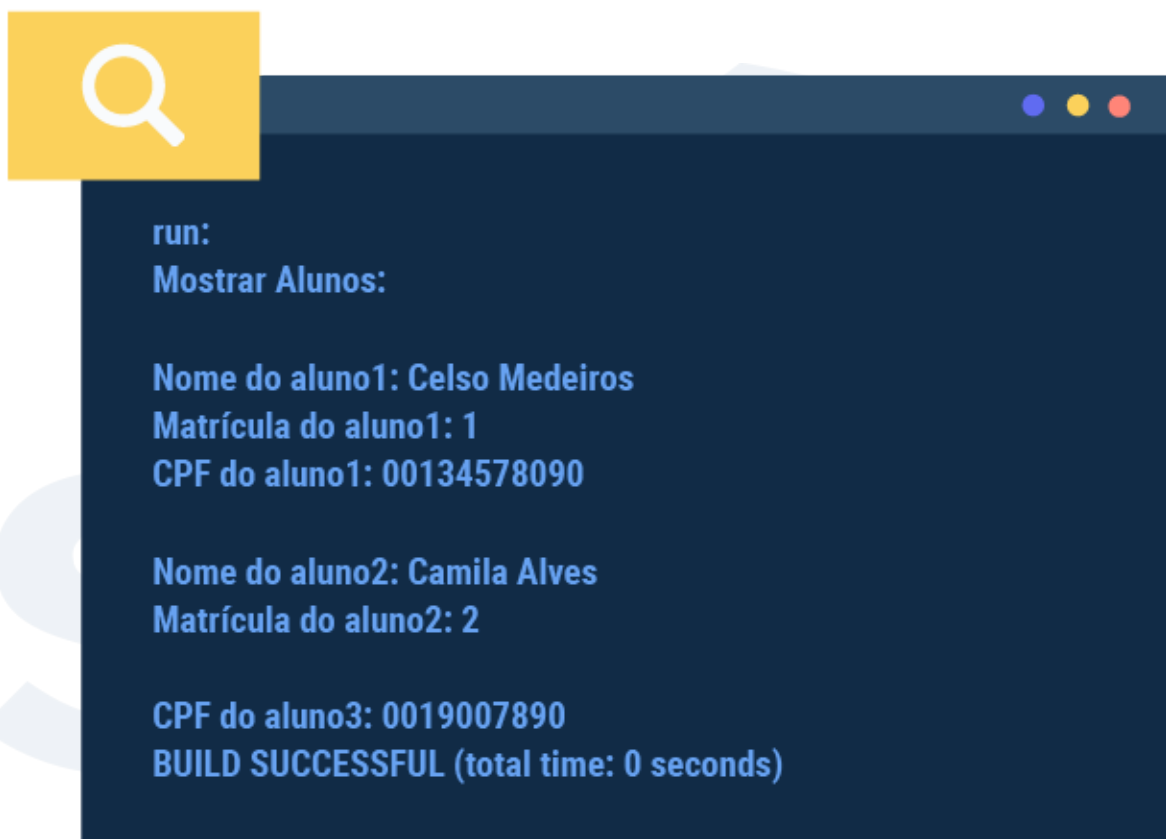 run:
Mostrar Alunos:
Nome do aluno1: Celso Medeiros
Matrícula do aluno1: 1
CPF do aluno1: 00134578090
Nome do aluno2: Camila Alves
Matrícula do aluno2: 2
CPF do aluno3: 0019007890
BUILD SUCCESSFUL (total time: 0 seconds)